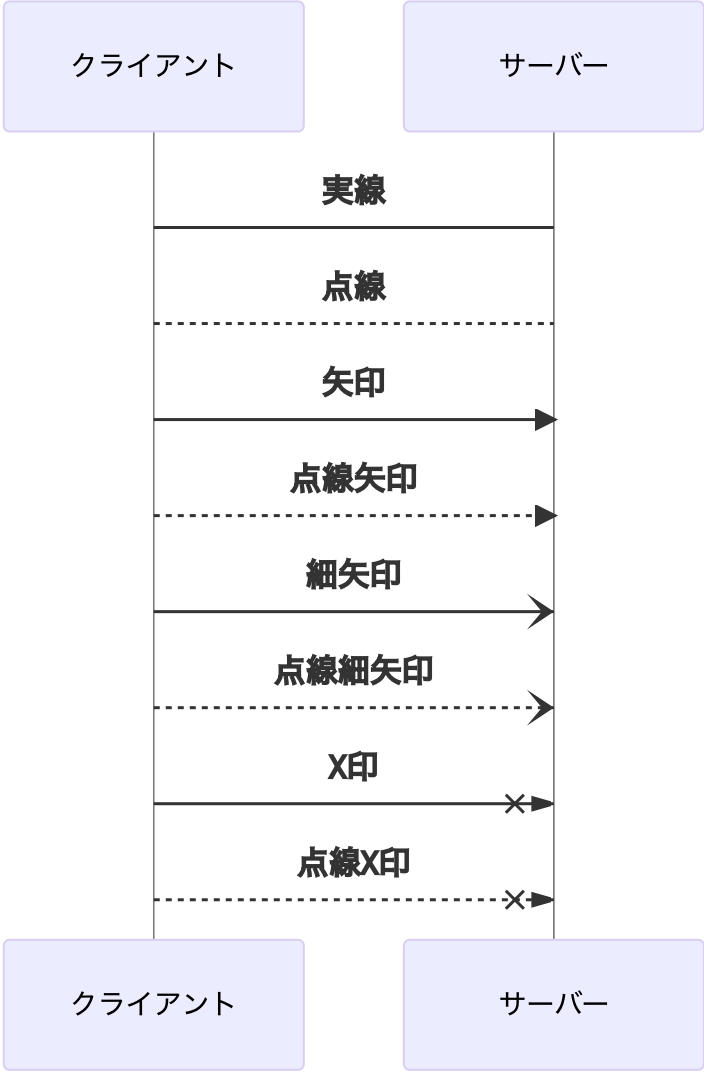 クライアント
サーバー
実線
点線
矢印
点線矢印
細矢印
点線細矢印
X印
点線X印
クライアント
サーバー